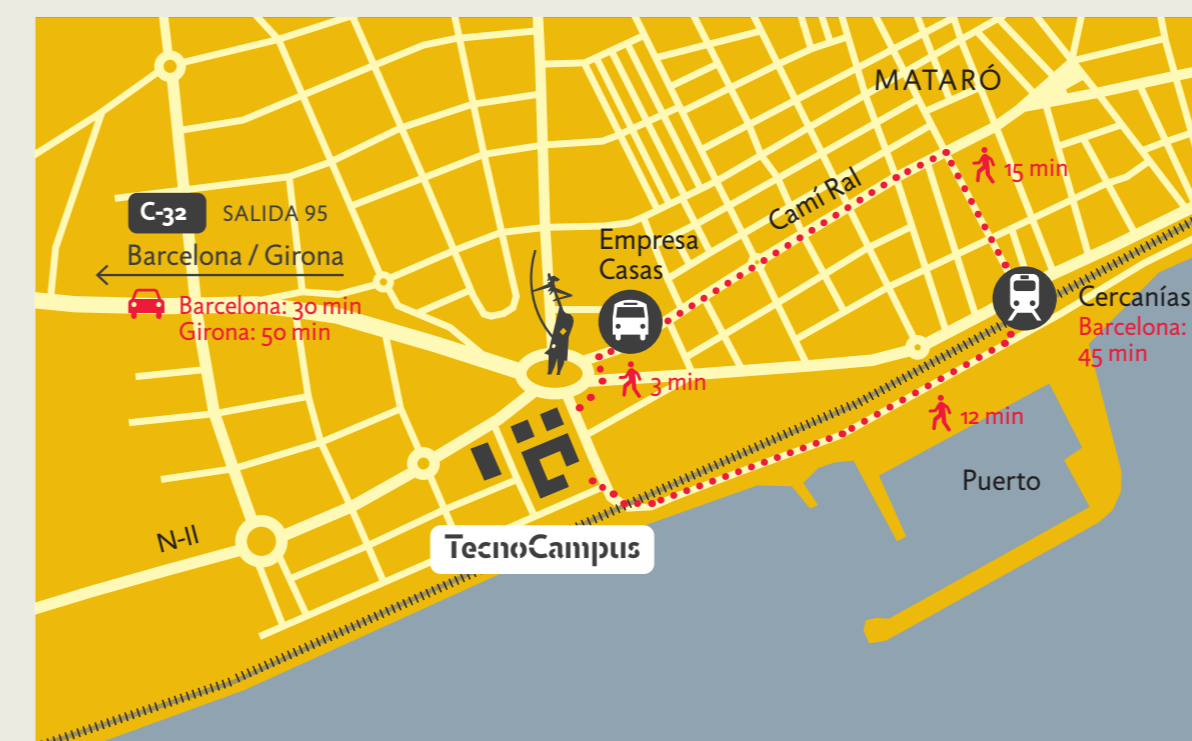 MATARÓ
15 min
Camí Ral
C-32 SALIDA 95
Barcelona / Girona
Barcelona: 30 min
Girona: 50 min
Empresa
Casas
3 min
Cercanías
Barcelona:
45 min
12 min
Puerto
N-II
TecnoCampus